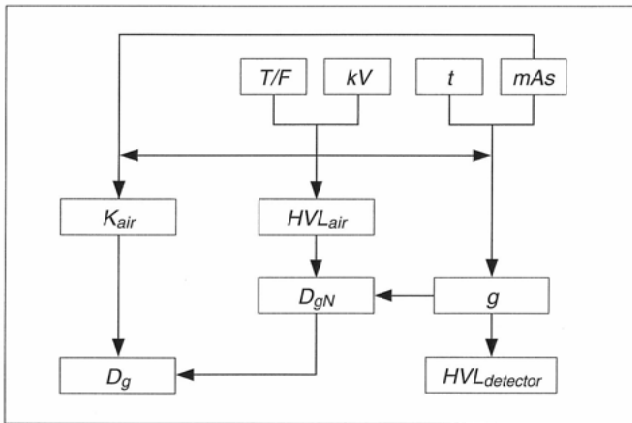 T/F kV t mAs
K_air HVL_air
D_gN g
D_g HVL_detector